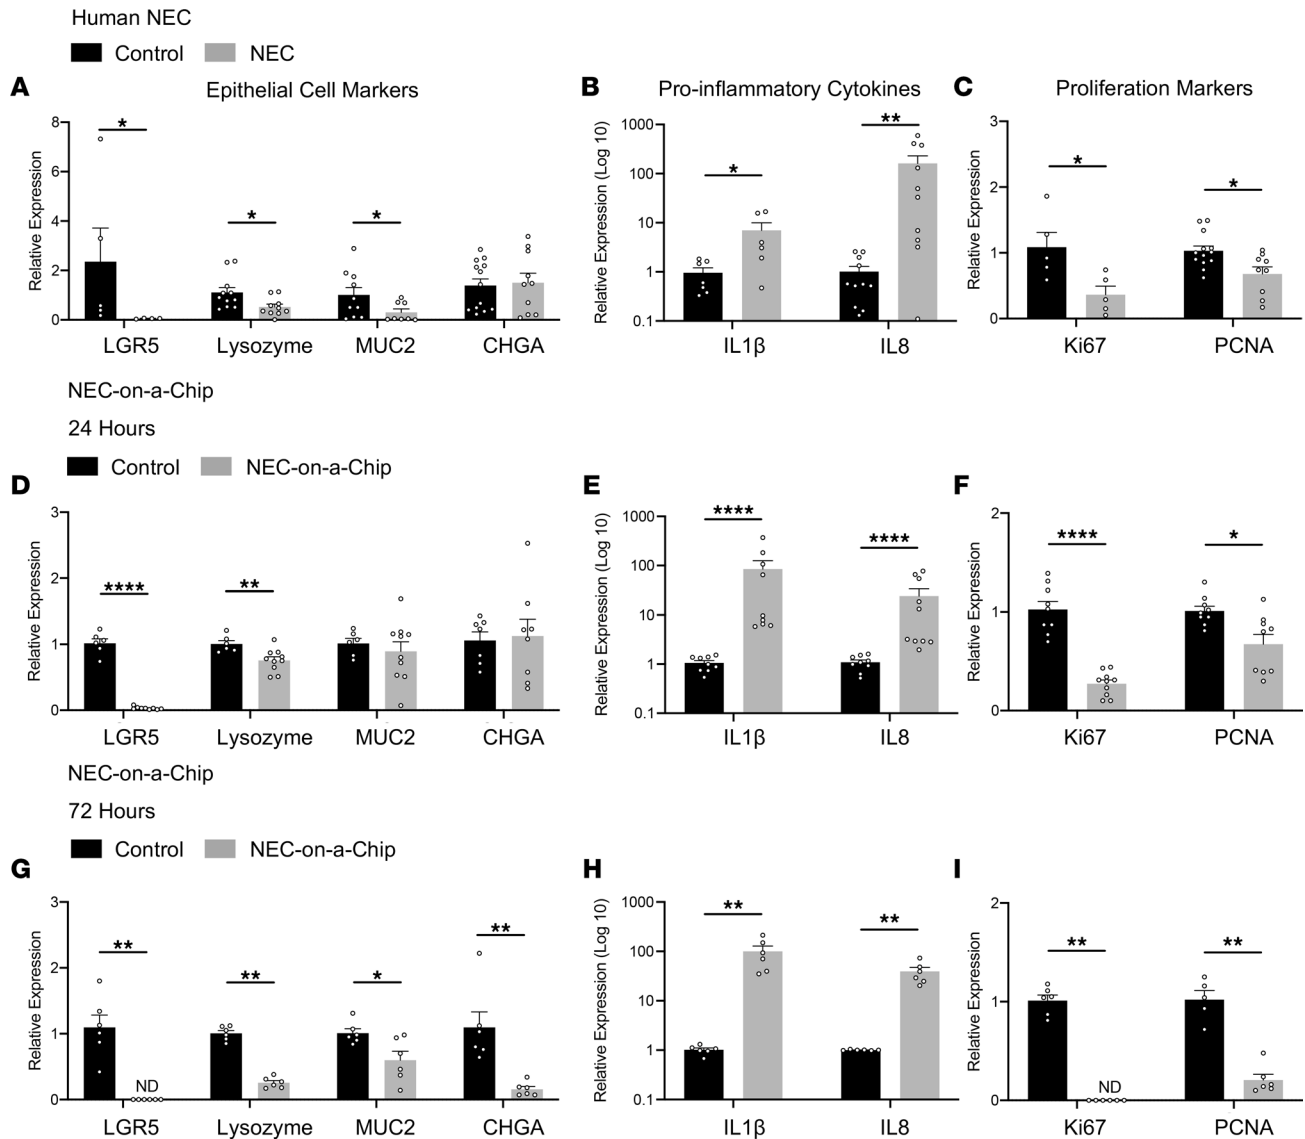 Human NEC
Control NEC
A Epithelial Cell Markers
Relative Expression
8
6
4
2
0
* * *
LGR5 Lysozyme MUC2 CHGA
B Pro-inflammatory Cytokines
Relative Expression (Log 10)
1000
100
10
1
0.1
* **
IL1β IL8
C Proliferation Markers
Relative Expression
3
2
1
0
* *
Ki67 PCNA
NEC-on-a-Chip
24 Hours
Control NEC-on-a-Chip
D
Relative Expression
3
2
1
0
**** **
LGR5 Lysozyme MUC2 CHGA
E
Relative Expression (Log 10)
1000
100
10
1
0.1
**** ****
IL1β IL8
F
Relative Expression
2
1
0
**** *
Ki67 PCNA
NEC-on-a-Chip
72 Hours
Control NEC-on-a-Chip
G
Relative Expression
3
2
1
0
** ** * **
ND
LGR5 Lysozyme MUC2 CHGA
H
Relative Expression (Log 10)
1000
100
10
1
0.1
** **
IL1β IL8
I
Relative Expression
2
1
0
** **
ND
Ki67 PCNA